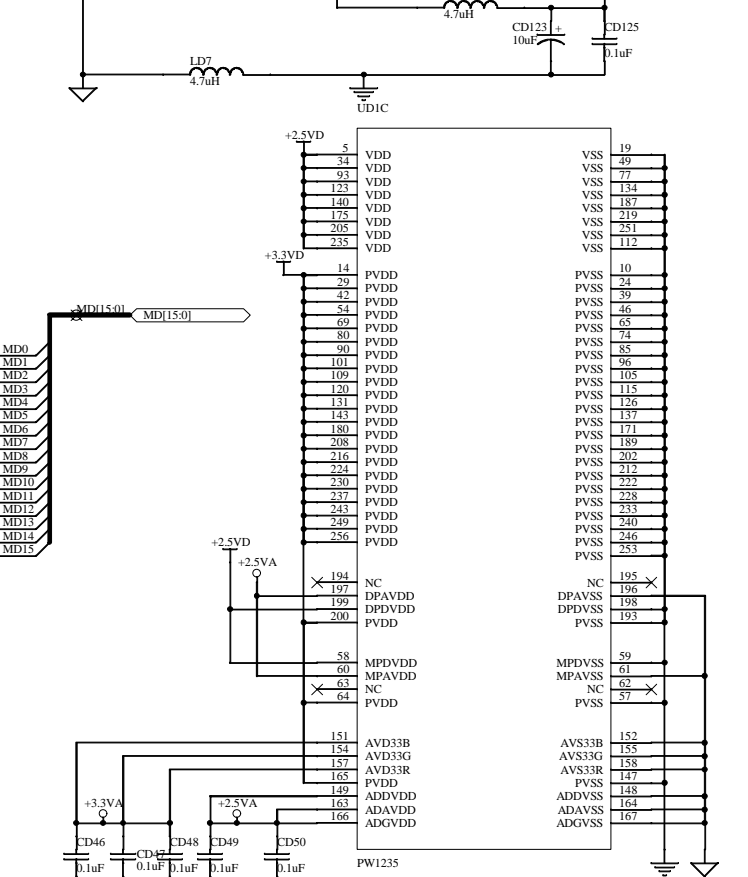 4.7uH
CD123 +
10uF
CD125
0.1uF
LD7
4.7uH
UD1C
+2.5VD
5 VDD VSS 19
34 VDD VSS 49
93 VDD VSS 77
123 VDD VSS 134
140 VDD VSS 187
175 VDD VSS 219
205 VDD VSS 251
235 VDD VSS 112
+3.3VD
14 PVDD PVSS 10
29 PVDD PVSS 24
42 PVDD PVSS 39
54 PVDD PVSS 46
69 PVDD PVSS 65
80 PVDD PVSS 74
90 PVDD PVSS 85
101 PVDD PVSS 96
109 PVDD PVSS 105
120 PVDD PVSS 115
131 PVDD PVSS 126
143 PVDD PVSS 137
180 PVDD PVSS 171
208 PVDD PVSS 189
216 PVDD PVSS 202
224 PVDD PVSS 212
230 PVDD PVSS 222
237 PVDD PVSS 228
243 PVDD PVSS 233
249 PVDD PVSS 240
256 PVDD PVSS 246
PVSS 253
MD[15:0] MD[15:0]
MD0
MD1
MD2
MD3
MD4
MD5
MD6
MD7
MD8
MD9
MD10
MD11
MD12
MD13
MD14
MD15
+2.5VD
+2.5VA
194 NC NC 195
197 DPAVDD DPAVSS 196
199 DPDVDD DPDVSS 198
200 PVDD PVSS 193
58 MPDVDD MPDVSS 59
60 MPAVDD MPAVSS 61
63 NC NC 62
64 PVDD PVSS 57
151 AVD33B AVS33B 152
154 AVD33G AVS33G 155
157 AVD33R AVS33R 158
165 PVDD PVSS 147
149 ADDVDD ADDVSS 148
163 ADAVDD ADAVSS 164
166 ADGVDD ADGVSS 167
+3.3VA
+2.5VA
CD46
0.1uF
CD47
0.1uF
CD48
0.1uF
CD49
0.1uF
CD50
0.1uF
PW1235